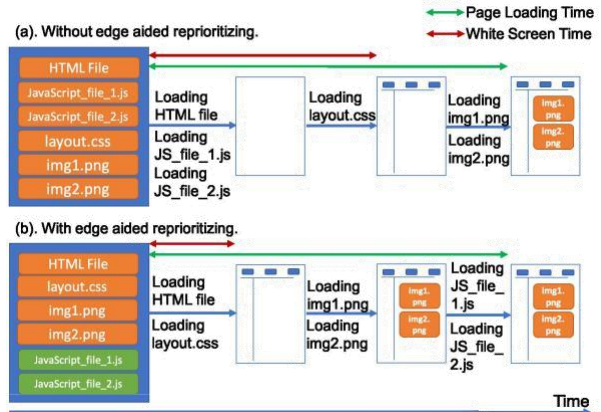 Page Loading Time
White Screen Time
(a). Without edge aided reprioritizing.
HTML File
JavaScript_file_1.js
JavaScript_file_2.js
layout.css
img1.png
img2.png
Loading
HTML file
Loading
JS_file_1.js
Loading
JS_file_2.js
Loading
layout.css
Loading
img1.png
Loading
img2.png
img1.
png
img2.
png
(b). With edge aided reprioritizing.
HTML File
layout.css
img1.png
img2.png
JavaScript_file_1.js
JavaScript_file_2.js
Loading
HTML file
Loading
layout.css
Loading
img1.png
Loading
img2.png
img1.
png
img2.
png
Loading
JS_file_
1.js
Loading
JS_file_
2.js
img1.
png
img2.
png
Time